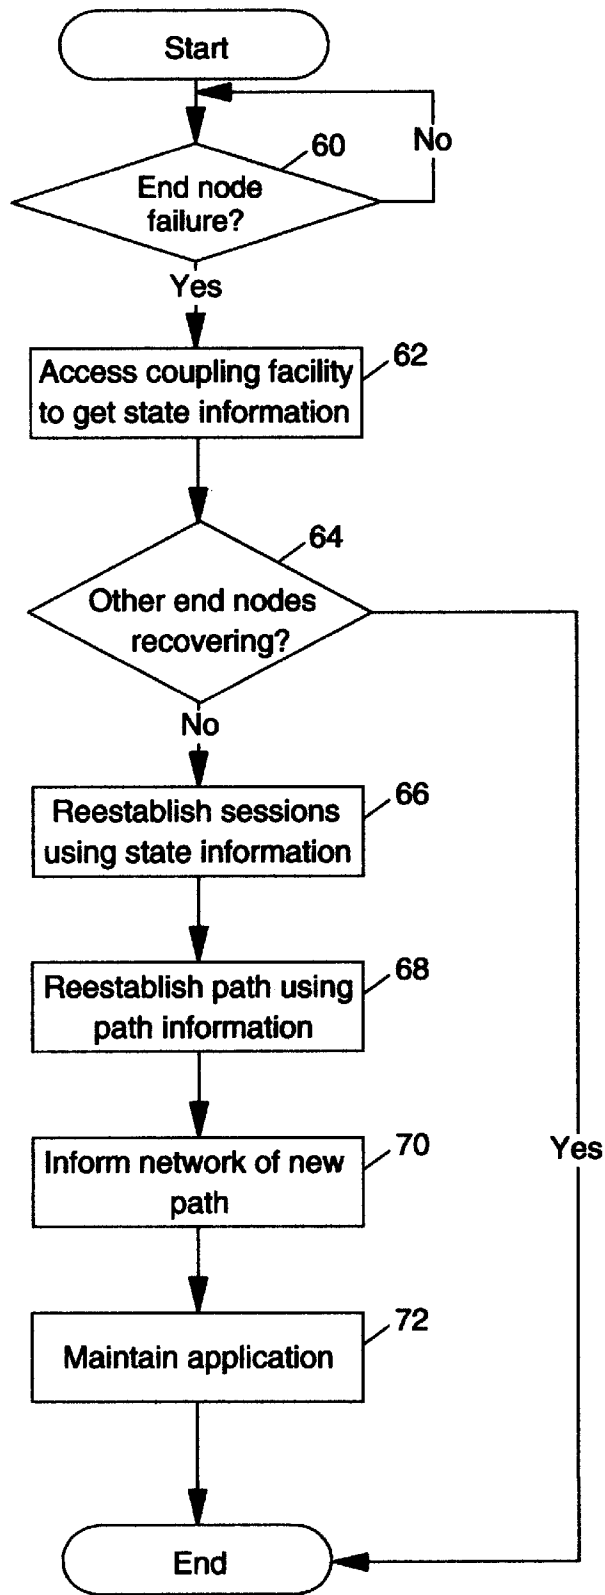 Start
No
60
End node
failure?
Yes
62
Access coupling facility
to get state information
64
Other end nodes
recovering?
No
66
Reestablish sessions
using state information
68
Reestablish path using
path information
70
Inform network of new
path
Yes
72
Maintain application
End